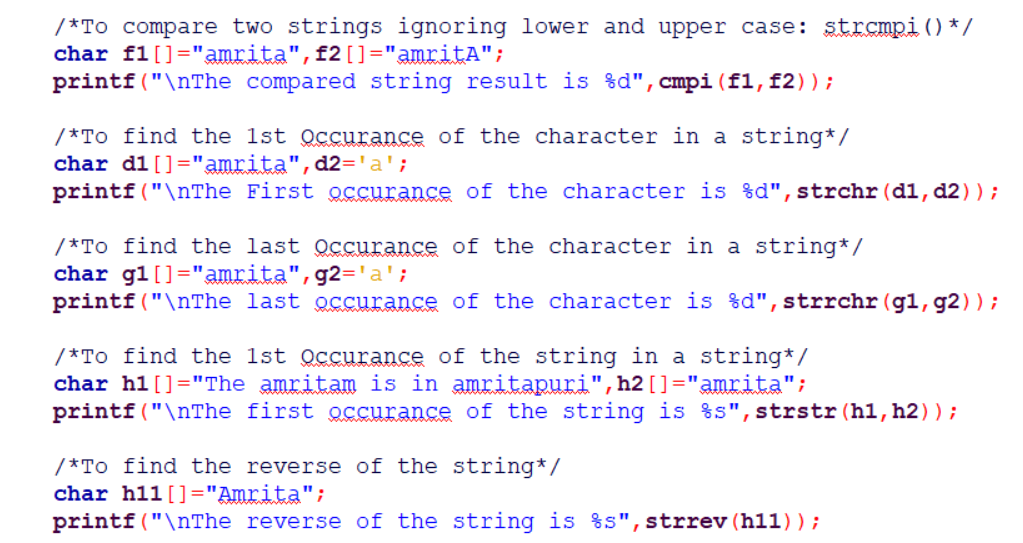 /*To compare two strings ignoring lower and upper case: strcmpi()*/
char f1[]="amrita",f2[]="amritA";
printf("\nThe compared string result is %d",cmpi(f1,f2));
/*To find the 1st Occurance of the character in a string*/
char d1[]="amrita",d2='a';
printf("\nThe First occurance of the character is %d",strchr(d1,d2));
/*To find the last Occurance of the character in a string*/
char g1[]="amrita",g2='a';
printf("\nThe last occurance of the character is %d",strrchr(g1,g2));
/*To find the 1st Occurance of the string in a string*/
char h1[]="The amritam is in amritapuri",h2[]="amrita";
printf("\nThe first occurance of the string is %s",strstr(h1,h2));
/*To find the reverse of the string*/
char h11[]="Amrita";
printf("\nThe reverse of the string is %s",strrev(h11));